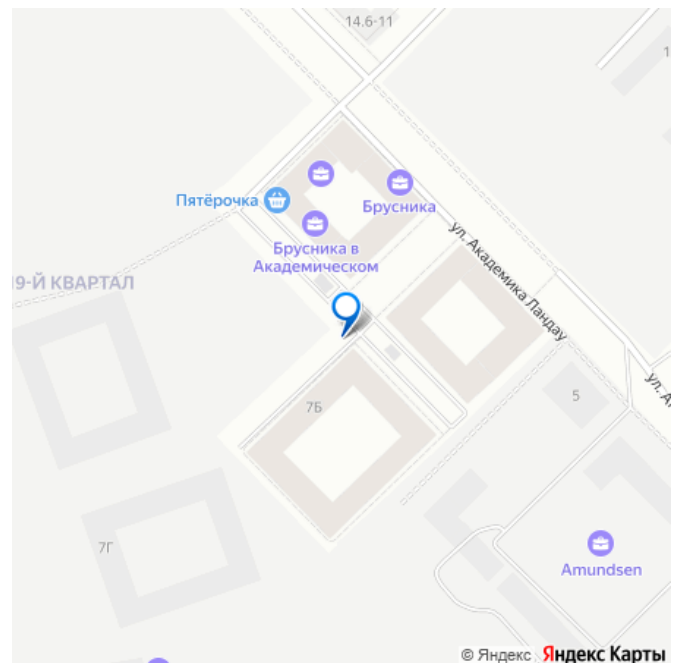 14.6-11
1
Пятёрочка
Брусника
Брусника в
Академическом
ул. Академика Ландау
19-Й КВАРТАЛ
ул. А
7Б
5
7Г
Amundsen
© Яндекс Яндекс Карты